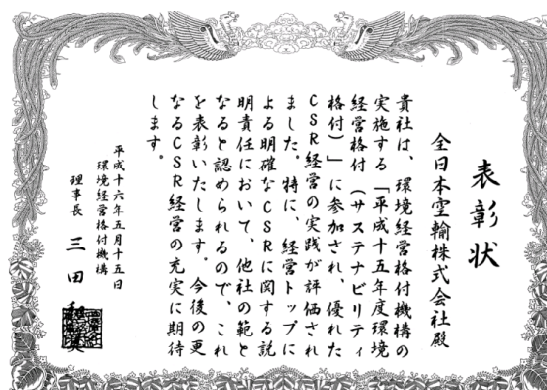 表彰状
全日本空輸株式会社殿
貴社は、環境経営格付機構の
実施する「平成十五年度環境
経営格付（サステナビリティ
格付）」に参加され、優れた
CSR経営の実践が評価され
ました。特に、経営トップに
よる明確なCSRに関する説
明責任において、他社の範と
なると認められるので、これ
を表彰いたします。今後の更
なるCSR経営の充実に期待
します。
平成十六年五月十五日
環境経営格付機構
理事長 三田